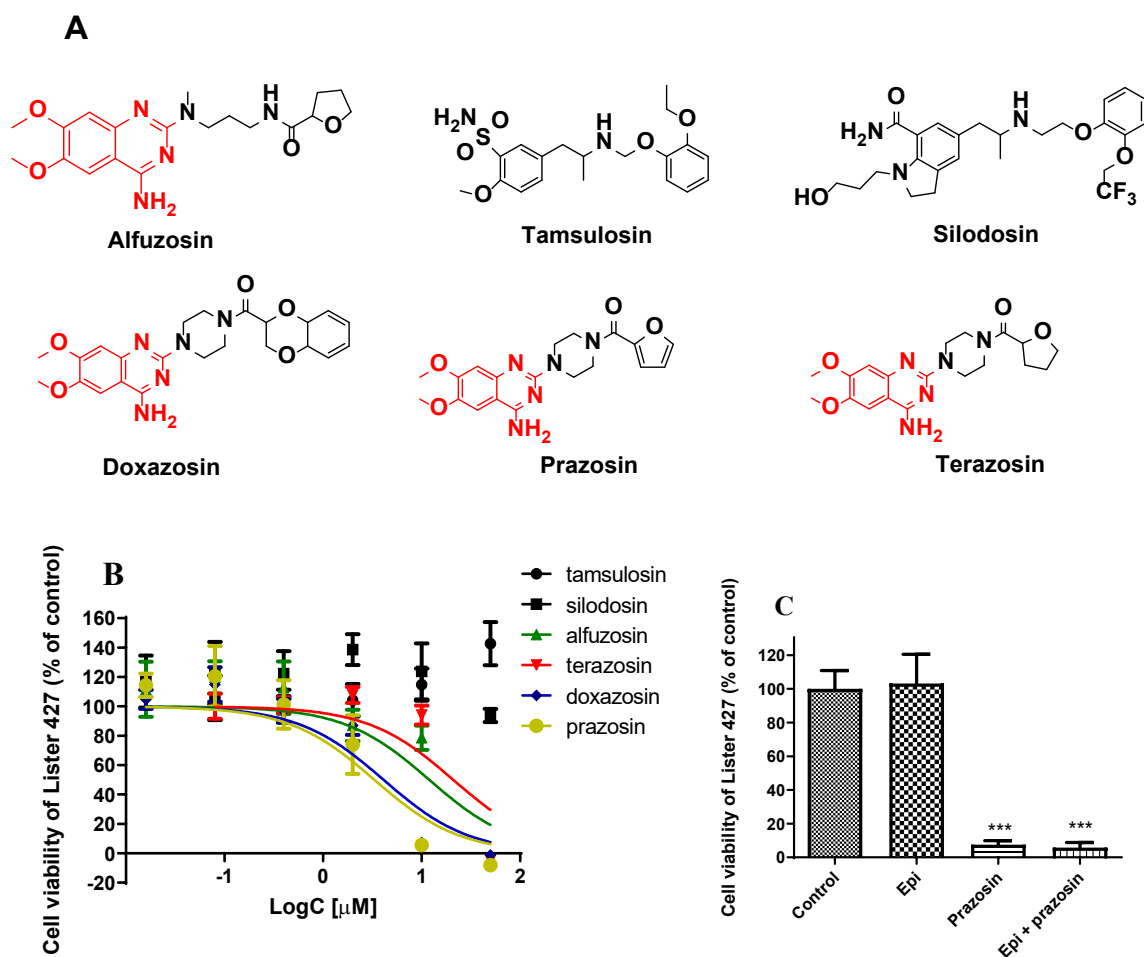 A
O
O
N
N
NH2
N
H
N
O
O
Alfuzosin
H2N
S
O
O
O
H
N
O
O
Tamsulosin
O
H2N
HO
N
H
N
O
O
CF3
Silodosin
O
O
N
N
NH2
N
N
O
O
O
Doxazosin
O
O
N
N
NH2
N
N
O
O
Prazosin
O
O
N
N
NH2
N
N
O
O
Terazosin
B
Cell viability of Lister 427 (% of control)
160
140
120
100
80
60
40
20
0
-20
-1
0
1
2
LogC [μM]
tamsulosin
silodosin
alfuzosin
terazosin
doxazosin
prazosin
C
Cell viability of Lister 427 (% of control)
120
100
80
60
40
20
0
***
***
Control
Epi
Prazosin
Epi + prazosin